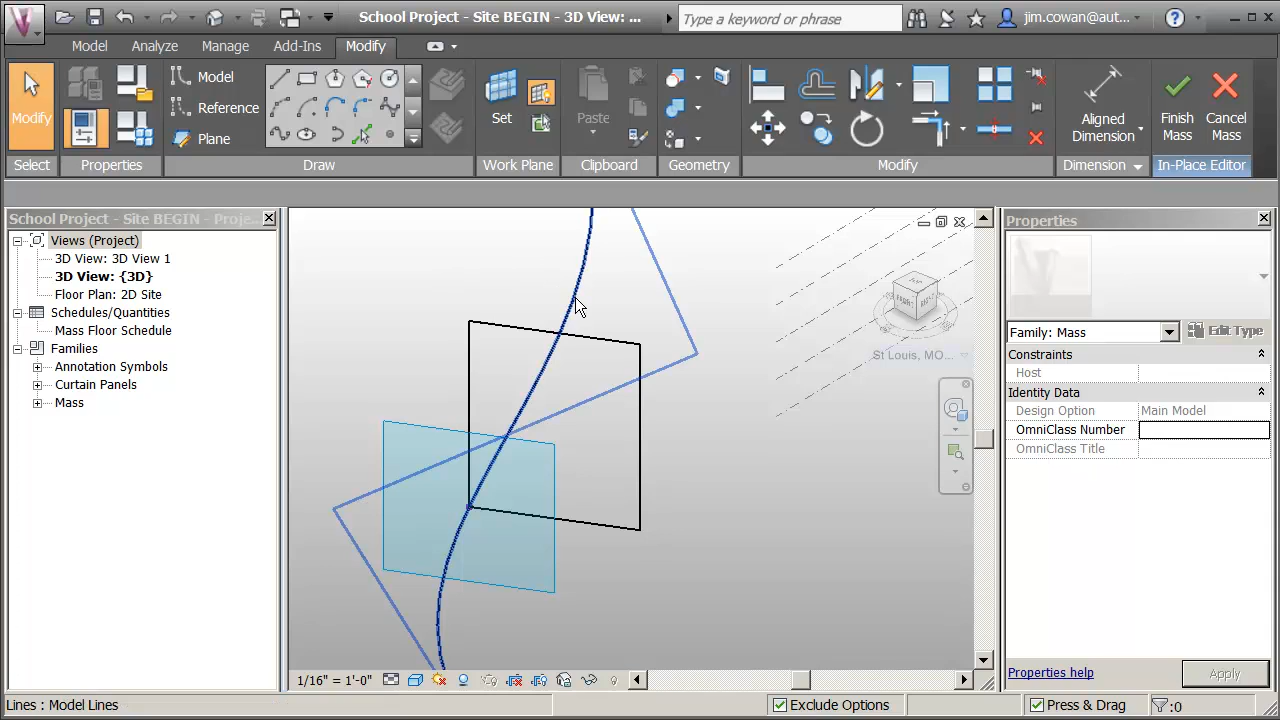 School Project - Site BEGIN - 3D View: ...
Type a keyword or phrase
jim.cowan@aut...
Model
Analyze
Manage
Add-Ins
Modify
Modify
Model
Reference
Plane
Set
Paste
Aligned
Dimension
Finish
Mass
Cancel
Mass
Select
Properties
Draw
Work Plane
Clipboard
Geometry
Modify
Dimension
In-Place Editor
School Project - Site BEGIN - Proje...
Views (Project)
3D View: 3D View 1
3D View: {3D}
Floor Plan: 2D Site
Schedules/Quantities
Mass Floor Schedule
Families
Annotation Symbols
Curtain Panels
Mass
St Louis, MO...
Properties
Family: Mass
Edit Type
Constraints
Host
Identity Data
Design Option
Main Model
OmniClass Number
OmniClass Title
Properties help
Apply
1/16" = 1'-0"
Lines : Model Lines
Exclude Options
Press & Drag
:0